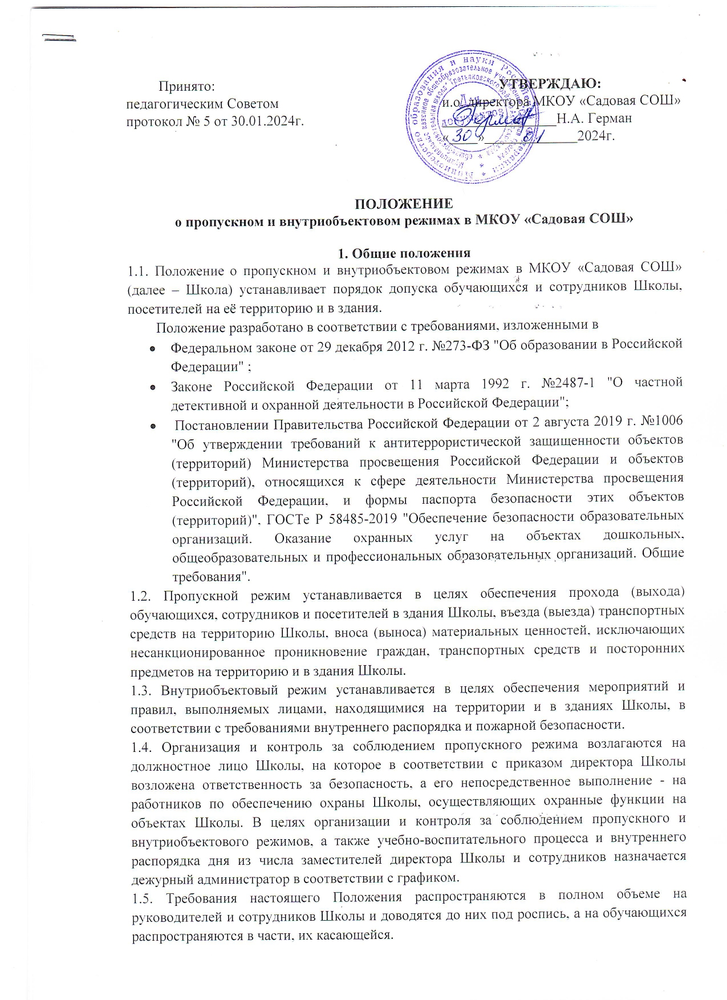 Принято:
педагогическим Советом
протокол № 5 от 30.01.2024г.
УТВЕРЖДАЮ:
и.о. директора МКОУ «Садовая СОШ»
Н.А. Герман
«30» 01 2024г.
Для
документов
ПОЛОЖЕНИЕ
о пропускном и внутриобъектовом режимах в МКОУ «Садовая СОШ»
1. Общие положения
1.1. Положение о пропускном и внутриобъектовом режимах в МКОУ «Садовая СОШ»
(далее – Школа) устанавливает порядок допуска обучающихся и сотрудников Школы,
посетителей на её территорию и в здания.
Положение разработано в соответствии с требованиями, изложенными в
• Федеральном законе от 29 декабря 2012 г. №273-ФЗ "Об образовании в Российской
Федерации" ;
• Законе Российской Федерации от 11 марта 1992 г. №2487-1 "О частной
детективной и охранной деятельности в Российской Федерации";
• Постановлении Правительства Российской Федерации от 2 августа 2019 г. №1006
"Об утверждении требований к антитеррористической защищенности объектов
(территорий) Министерства просвещения Российской Федерации и объектов
(территорий), относящихся к сфере деятельности Министерства просвещения
Российской Федерации, и формы паспорта безопасности этих объектов
(территорий)", ГОСТе Р 58485-2019 "Обеспечение безопасности образовательных
организаций. Оказание охранных услуг на объектах дошкольных,
общеобразовательных и профессиональных образовательных организаций. Общие
требования".
1.2. Пропускной режим устанавливается в целях обеспечения прохода (выхода)
обучающихся, сотрудников и посетителей в здания Школы, въезда (выезда) транспортных
средств на территорию Школы, вноса (выноса) материальных ценностей, исключающих
несанкционированное проникновение граждан, транспортных средств и посторонних
предметов на территорию и в здания Школы.
1.3. Внутриобъектовый режим устанавливается в целях обеспечения мероприятий и
правил, выполняемых лицами, находящимися на территории и в зданиях Школы, в
соответствии с требованиями внутреннего распорядка и пожарной безопасности.
1.4. Организация и контроль за соблюдением пропускного режима возлагаются на
должностное лицо Школы, на которое в соответствии с приказом директора Школы
возложена ответственность за безопасность, а его непосредственное выполнение - на
работников по обеспечению охраны Школы, осуществляющих охранные функции на
объектах Школы. В целях организации и контроля за соблюдением пропускного и
внутриобъектового режимов, а также учебно-воспитательного процесса и внутреннего
распорядка дня из числа заместителей директора Школы и сотрудников назначается
дежурный администратор в соответствии с графиком.
1.5. Требования настоящего Положения распространяются в полном объеме на
руководителей и сотрудников Школы и доводятся до них под роспись, а на обучающихся
распространяются в части, их касающейся.